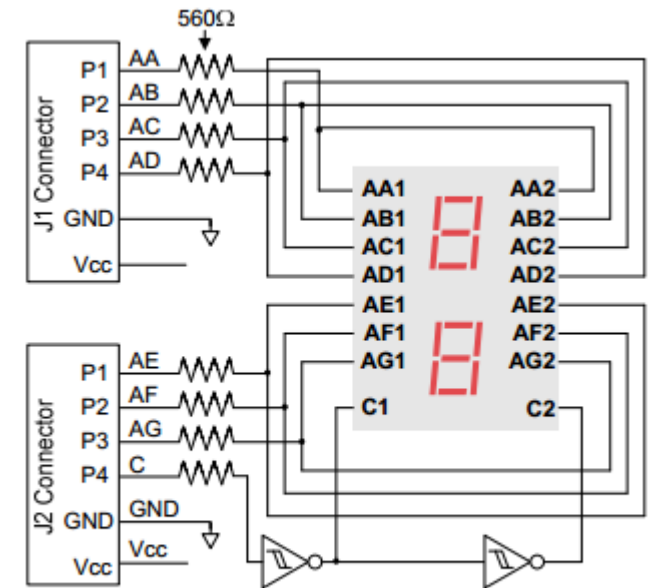 560Ω
J1 Connector
P1 AA
P2 AB
P3 AC
P4 AD
GND
Vcc
AA1 AA2
AB1 AB2
AC1 AC2
AD1 AD2
AE1 AE2
AF1 AF2
AG1 AG2
C1 C2
J2 Connector
P1 AE
P2 AF
P3 AG
P4 C
GND GND
Vcc Vcc